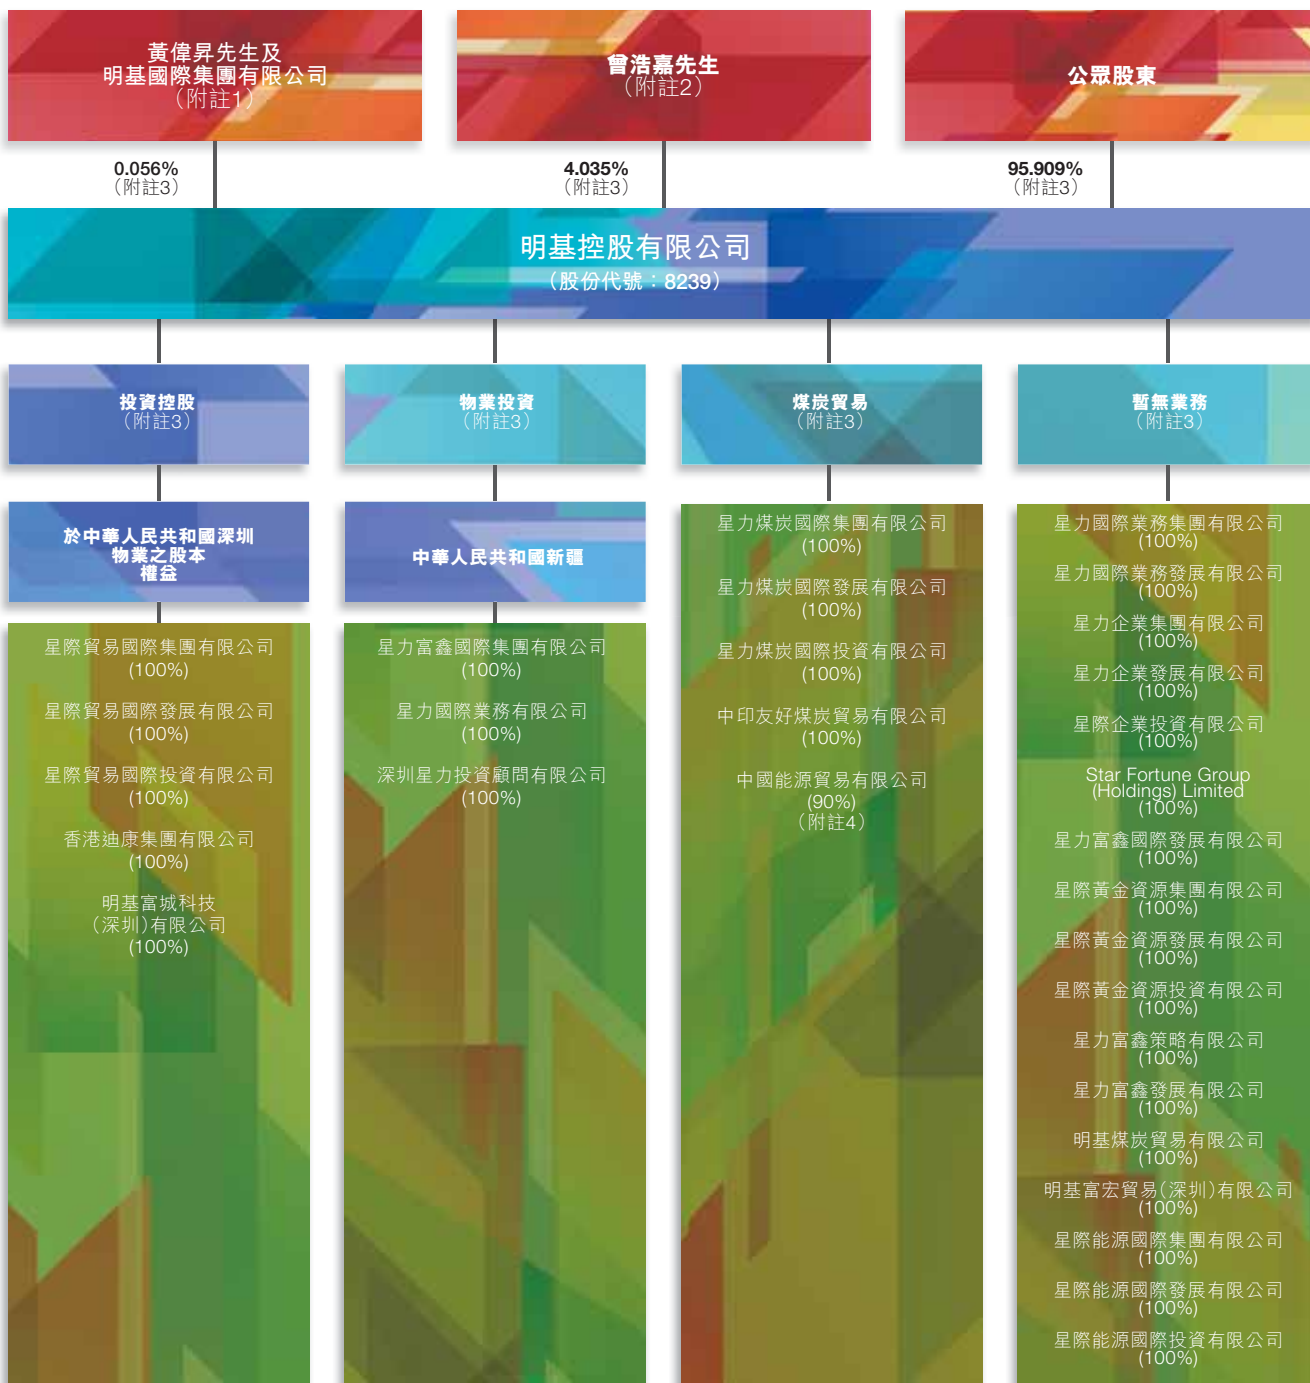 黃偉昇先生及
明基國際集團有限公司
（附註1）
曾浩嘉先生
（附註2）
公眾股東
0.056%
（附註3）
4.035%
（附註3）
95.909%
（附註3）
明基控股有限公司
（股份代號：8239）
投資控股
（附註3）
物業投資
（附註3）
煤炭貿易
（附註3）
暫無業務
（附註3）
於中華人民共和國深圳
物業之股本
權益
中華人民共和國新疆
星際貿易國際集團有限公司
(100%)
星際貿易國際發展有限公司
(100%)
星際貿易國際投資有限公司
(100%)
香港迪康集團有限公司
(100%)
明基富城科技
（深圳）有限公司
(100%)
星力富鑫國際集團有限公司
(100%)
星力國際業務有限公司
(100%)
深圳星力投資顧問有限公司
(100%)
星力煤炭國際集團有限公司
(100%)
星力煤炭國際發展有限公司
(100%)
星力煤炭國際投資有限公司
(100%)
中印友好煤炭貿易有限公司
(100%)
中國能源貿易有限公司
(90%)
（附註4）
星力國際業務集團有限公司
(100%)
星力國際業務發展有限公司
(100%)
星力企業集團有限公司
(100%)
星力企業發展有限公司
(100%)
星際企業投資有限公司
(100%)
Star Fortune Group
(Holdings) Limited
(100%)
星力富鑫國際發展有限公司
(100%)
星際黃金資源集團有限公司
(100%)
星際黃金資源發展有限公司
(100%)
星際黃金資源投資有限公司
(100%)
星力富鑫策略有限公司
(100%)
星力富鑫發展有限公司
(100%)
明基煤炭貿易有限公司
(100%)
明基富宏貿易（深圳）有限公司
(100%)
星際能源國際集團有限公司
(100%)
星際能源國際發展有限公司
(100%)
星際能源國際投資有限公司
(100%)